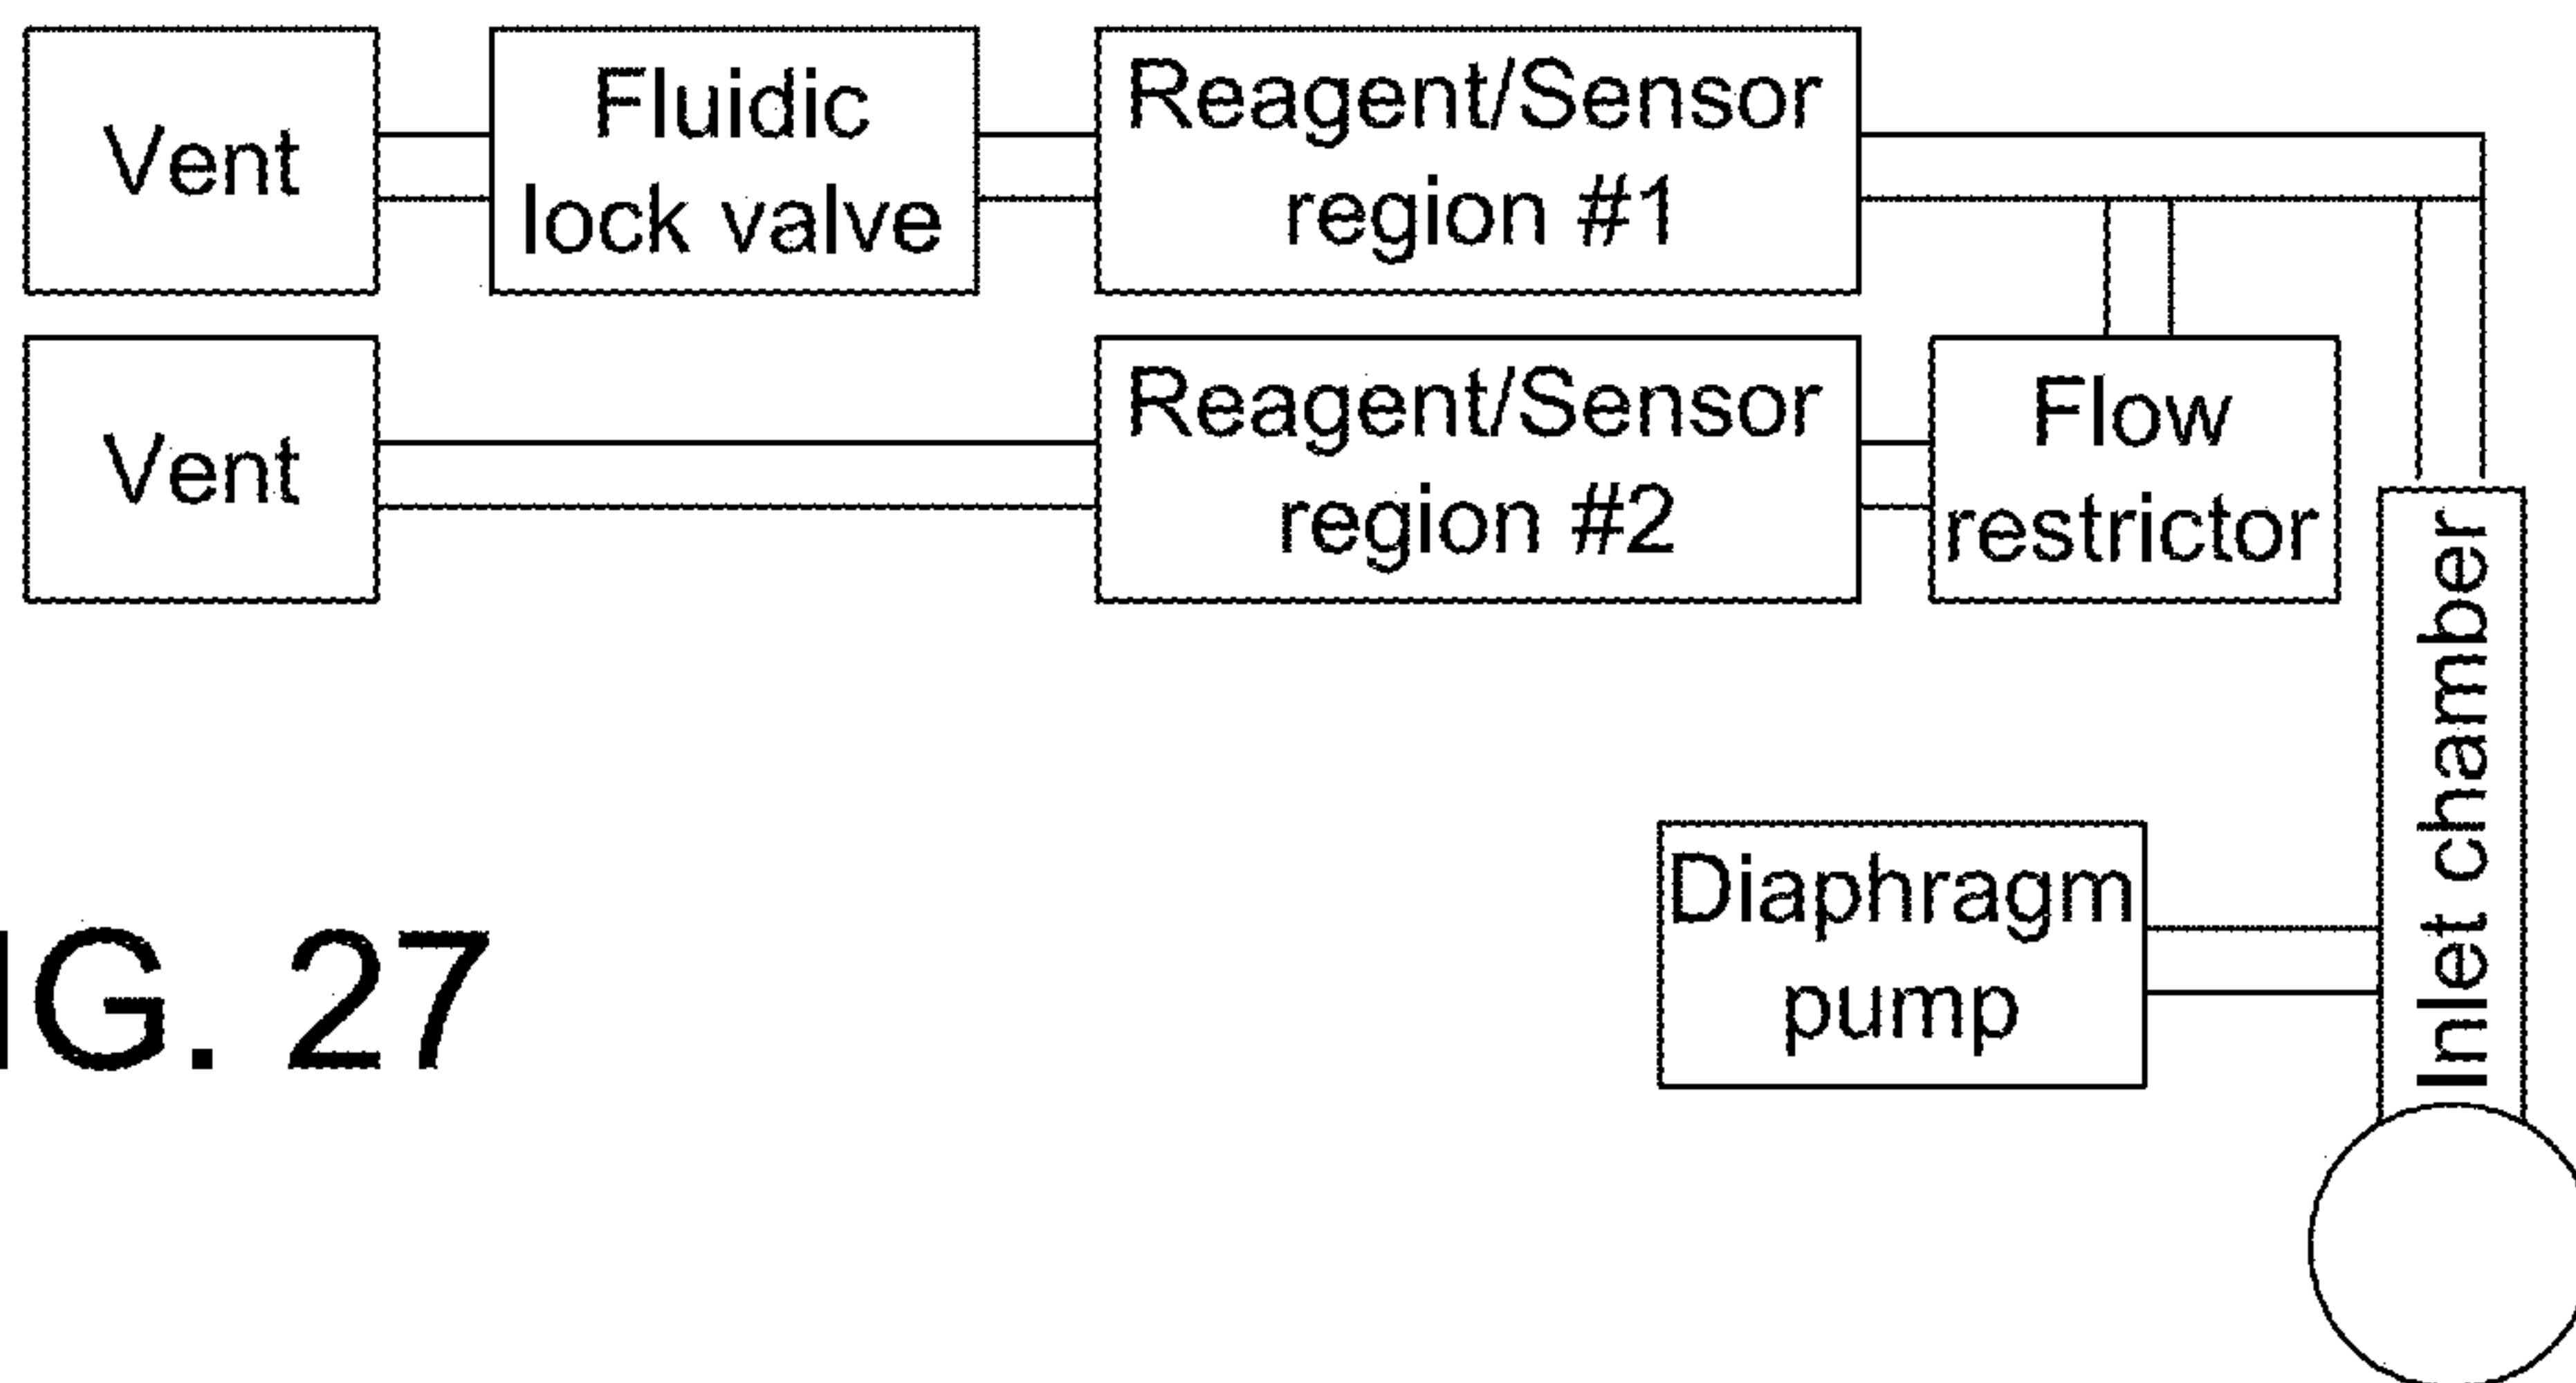 Vent
Fluidic
lock valve
Reagent/Sensor
region #1
Vent
Reagent/Sensor
region #2
Flow
restrictor
Inlet chamber
Diaphragm
pump
IG. 27